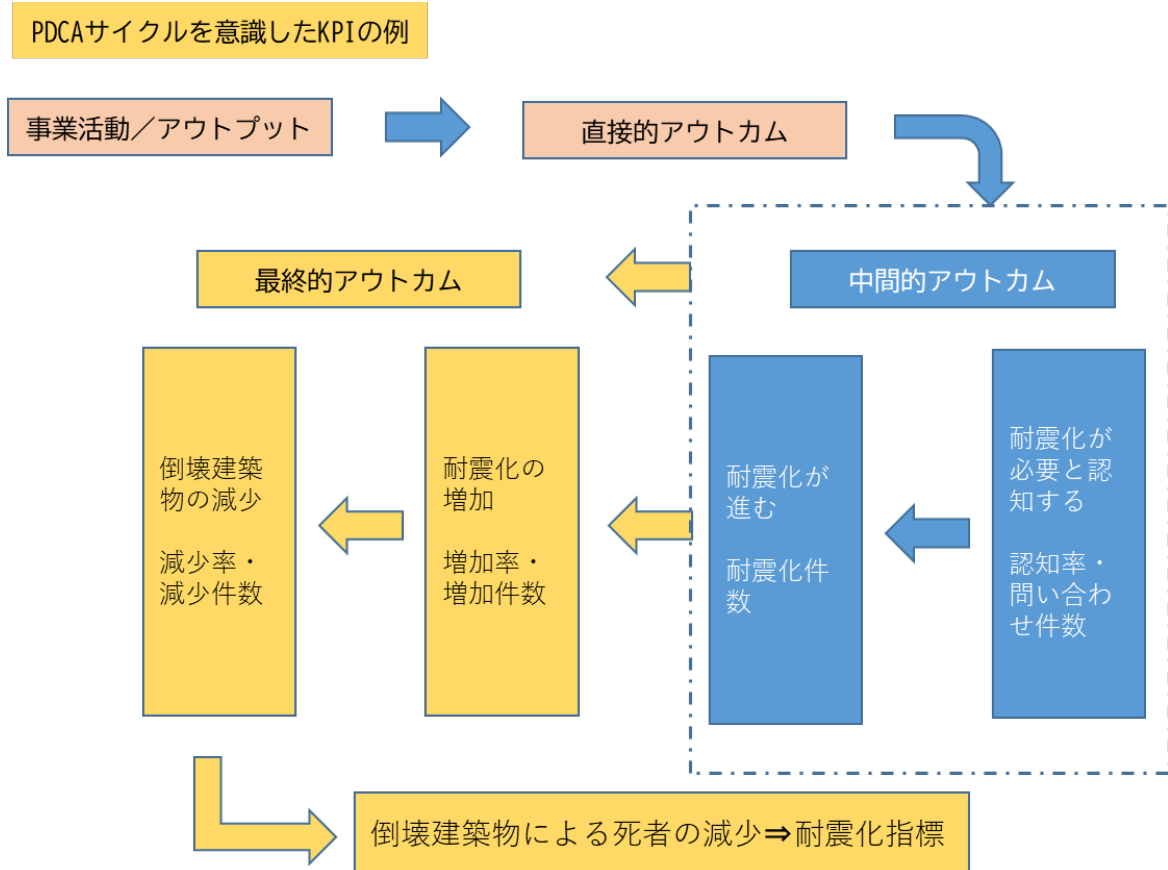 PDCAサイクルを意識したKPIの例
事業活動／アウトプット
直接的アウトカム
最終的アウトカム
中間的アウトカム
倒壊建築
物の減少
減少率・
減少件数
耐震化の
増加
増加率・
増加件数
耐震化が
進む
耐震化件
数
耐震化が
必要と認
知する
認知率・
問い合わ
せ件数
倒壊建築物による死者の減少⇒耐震化指標